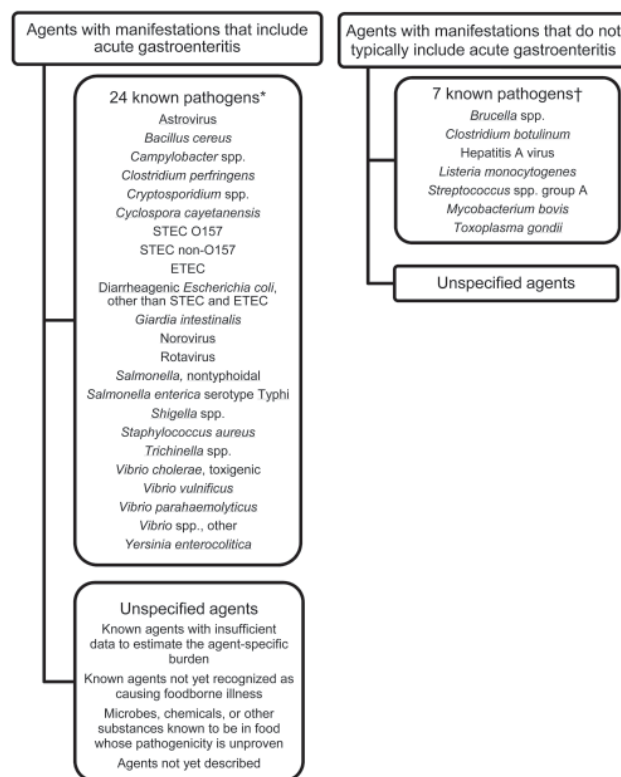 Agents with manifestations that include
acute gastroenteritis
24 known pathogens*
Astrovirus
Bacillus cereus
Campylobacter spp.
Clostridium perfringens
Cryptosporidium spp.
Cyclospora cayetanensis
STEC O157
STEC non-O157
ETEC
Diarrheagenic Escherichia coli,
other than STEC and ETEC
Giardia intestinalis
Norovirus
Rotavirus
Salmonella, nontyphoidal
Salmonella enterica serotype Typhi
Shigella spp.
Staphylococcus aureus
Trichinella spp.
Vibrio cholerae, toxigenic
Vibrio vulnificus
Vibrio parahaemolyticus
Vibrio spp., other
Yersinia enterocolitica
Unspecified agents
Known agents with insufficient
data to estimate the agent-specific
burden
Known agents not yet recognized as
causing foodborne illness
Microbes, chemicals, or other
substances known to be in food
whose pathogenicity is unproven
Agents not yet described
Agents with manifestations that do not
typically include acute gastroenteritis
7 known pathogens†
Brucella spp.
Clostridium botulinum
Hepatitis A virus
Listeria monocytogenes
Streptococcus spp. group A
Mycobacterium bovis
Toxoplasma gondii
Unspecified agents